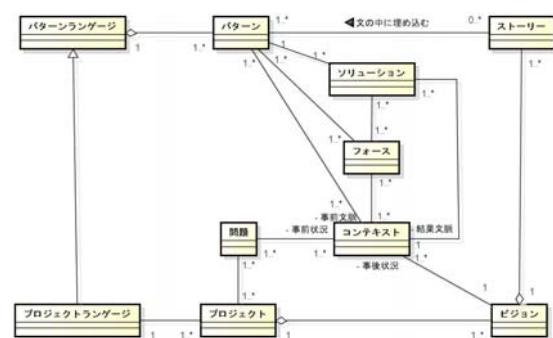 パターンランゲージ
パターン
1..*
◀文の中に埋め込む
0..*
ストーリー
1
1..*
1..*
1
1..*
1..*
1..*
ソリューション
1
1..*
1..*
1..*
フォース
1..*
1..*
1..*
1..*
- 事前文脈
問題
- 事前状況
コンテキスト
- 結果文脈
1..*
1..*
1..*
1
- 事後状況
1..*
1..*
1
1
プロジェクトランゲージ
プロジェクト
ビジョン
1
1..*
1
1..*